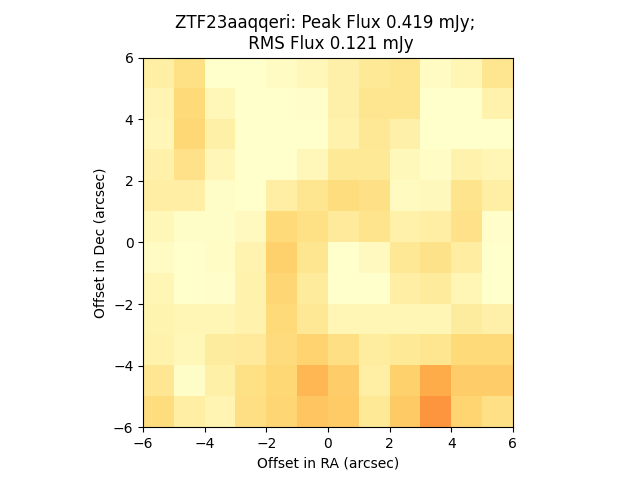 ZTF23aaqqeri: Peak Flux 0.419 mJy;
RMS Flux 0.121 mJy
6
4
2
0
−2
−4
−6
Offset in Dec (arcsec)
−6 −4 −2 0 2 4 6
Offset in RA (arcsec)